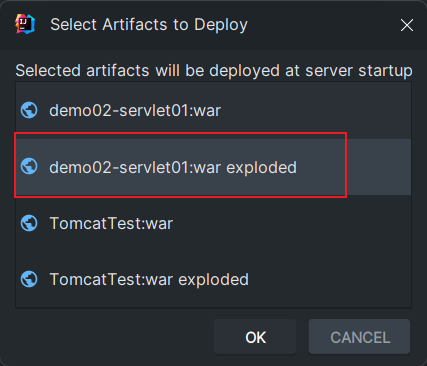 Select Artifacts to Deploy
Selected artifacts will be deployed at server startup
demo02-servlet01:war
demo02-servlet01:war exploded
TomcatTest:war
TomcatTest:war exploded
OK
CANCEL